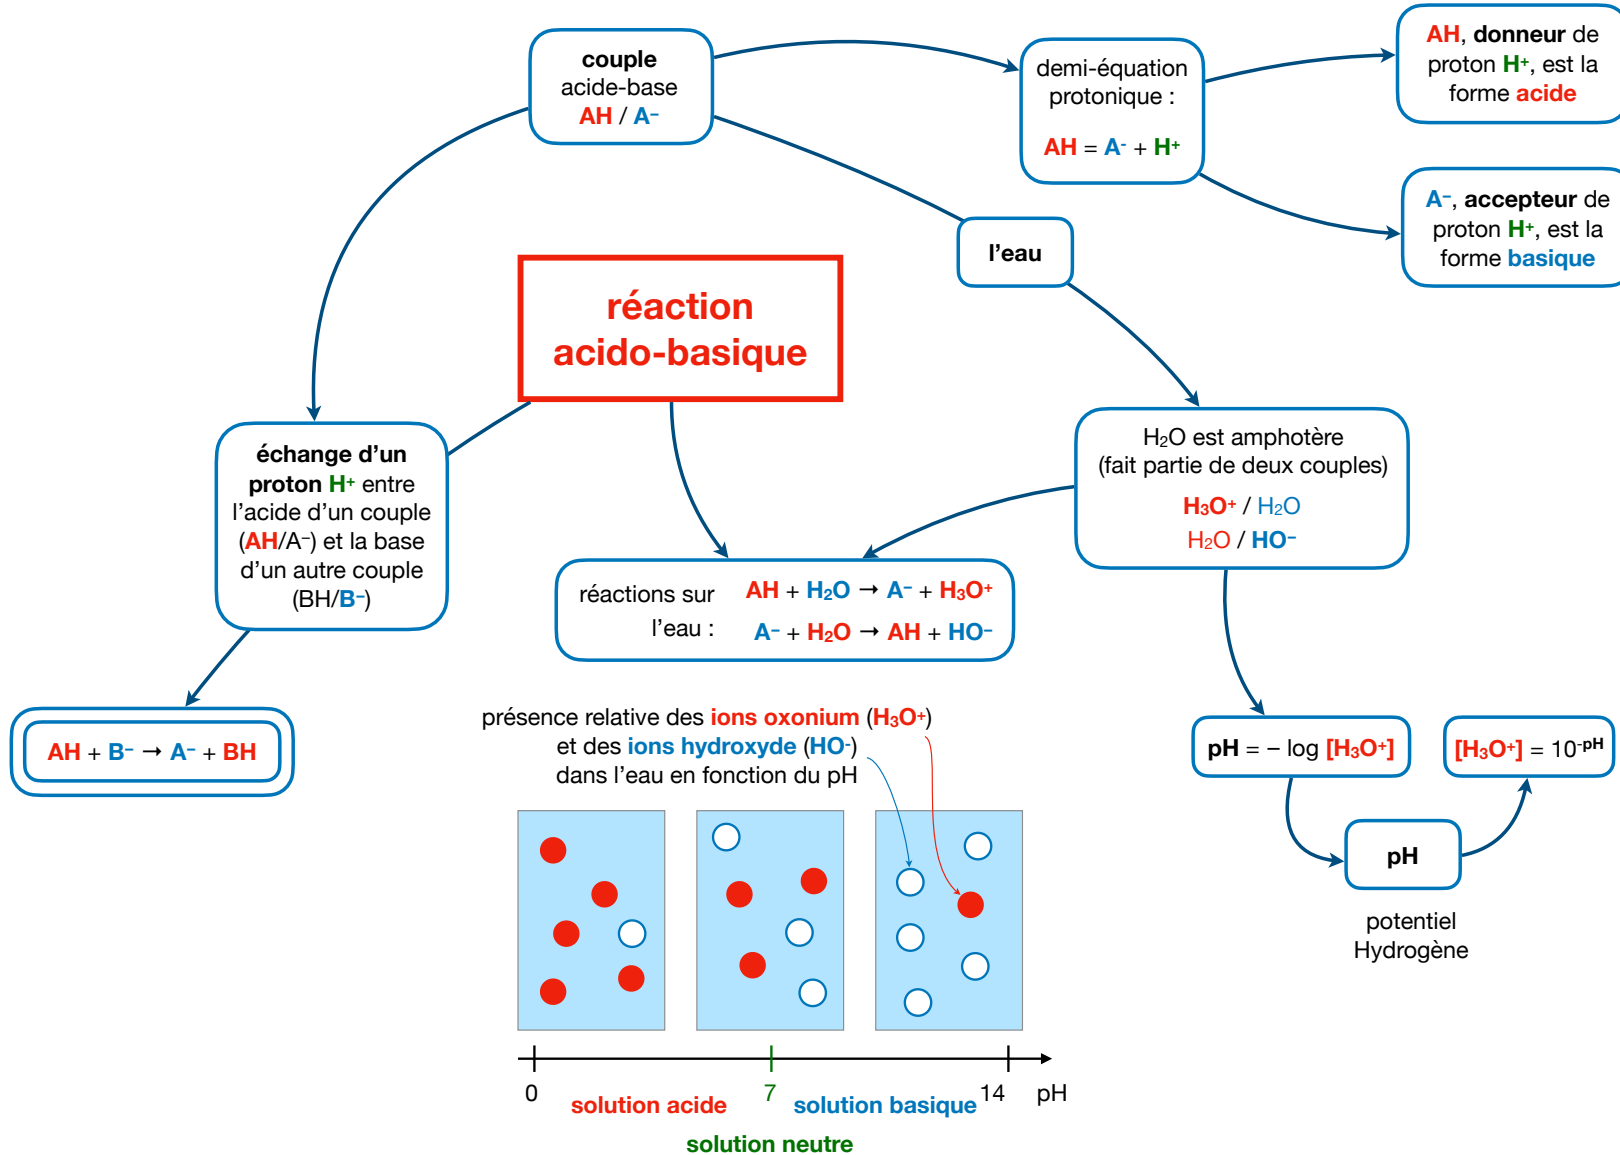 couple
acide-base
AH / A⁻
demi-équation
protonique :
AH = A⁻ + H⁺
AH, donneur de
proton H⁺, est la
forme acide
A⁻, accepteur de
proton H⁺, est la
forme basique
l’eau
réaction
acido-basique
échange d’un
proton H⁺ entre
l’acide d’un couple
(AH/A⁻) et la base
d’un autre couple
(BH/B⁻)
H₂O est amphotère
(fait partie de deux couples)
H₃O⁺ / H₂O
H₂O / HO⁻
réactions sur
l’eau :
AH + H₂O → A⁻ + H₃O⁺
A⁻ + H₂O → AH + HO⁻
AH + B⁻ → A⁻ + BH
présence relative des ions oxonium (H₃O⁺)
et des ions hydroxyde (HO⁻)
dans l’eau en fonction du pH
pH = − log [H₃O⁺]
[H₃O⁺] = 10⁻ᵖᴴ
pH
potentiel
Hydrogène
0 7 14 pH
solution acide solution basique
solution neutre